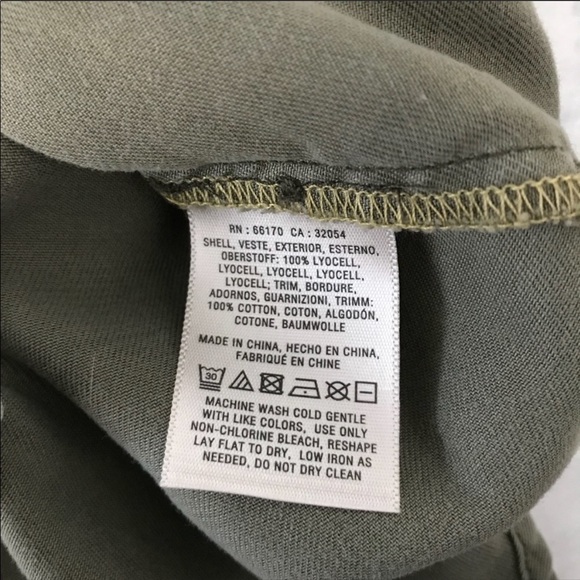 RN : 66170 CA : 32054
SHELL, VESTE, EXTERIOR, ESTERNO,
OBERSTOFF: 100% LYOCELL,
LYOCELL, LYOCELL, LYOCELL,
LYOCELL; TRIM, BORDURE,
ADORNOS, GUARNIZIONI, TRIMM:
100% COTTON, COTON, ALGODÓN,
COTONE, BAUMWOLLE
MADE IN CHINA, HECHO EN CHINA,
FABRIQUÉ EN CHINE
30
MACHINE WASH COLD GENTLE
WITH LIKE COLORS, USE ONLY
NON-CHLORINE BLEACH, RESHAPE
LAY FLAT TO DRY, LOW IRON AS
NEEDED, DO NOT DRY CLEAN